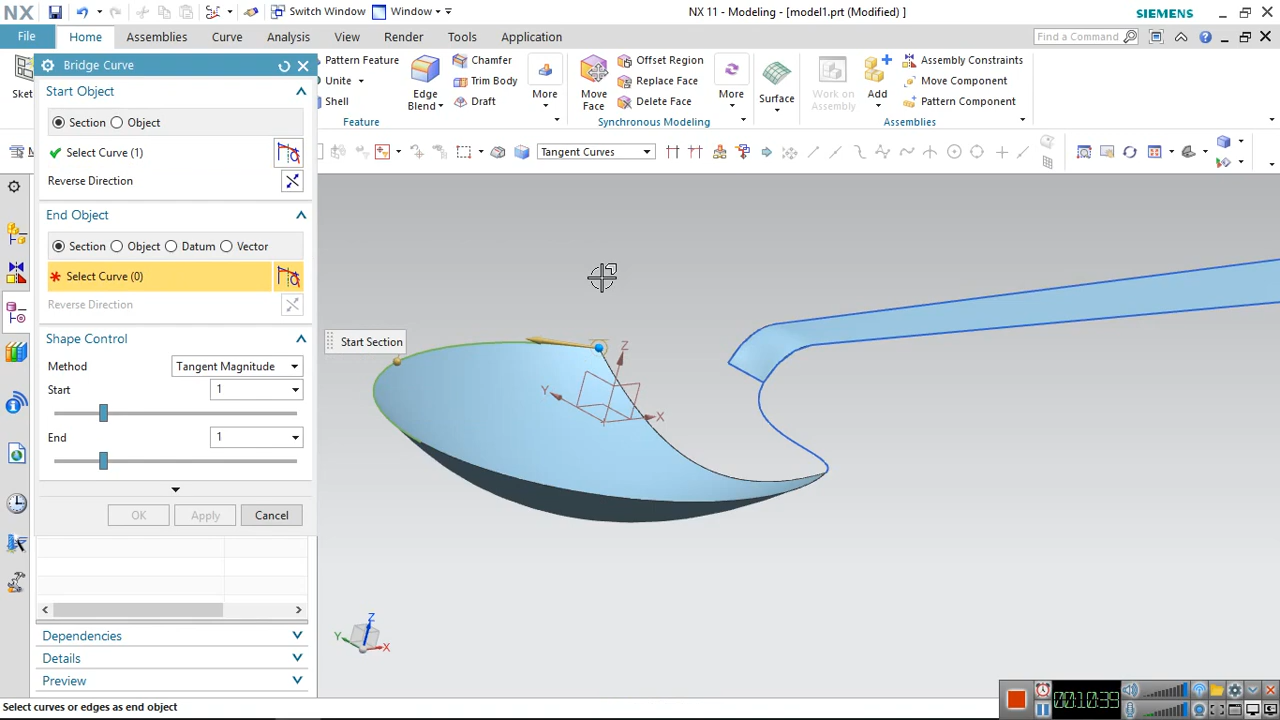 NX Switch Window Window NX 11 - Modeling - [model1.prt (Modified) ] SIEMENS
File Home Assemblies Curve Analysis Render View Tools Application Find a Command
Bridge Curve
Pattern Feature Chamfer Offset Region Assembly Constraints
Start Object
Unite Trim Body Replace Face Move Component
Shell Edge Blend Draft More Move Face Delete Face More Surface Work on Assembly Add Pattern Component
Section Object
Feature Synchronous Modeling Assemblies
Select Curve (1)
Tangent Curves
Reverse Direction
End Object
Section Object Datum Vector
Select Curve (0)
Reverse Direction
Shape Control
Start Section
Method Tangent Magnitude
Start 1
End 1
OK Apply Cancel
Z
Y
X
Y
Z
X
Dependencies
Details
Preview
Select curves or edges as end object
00:10:39